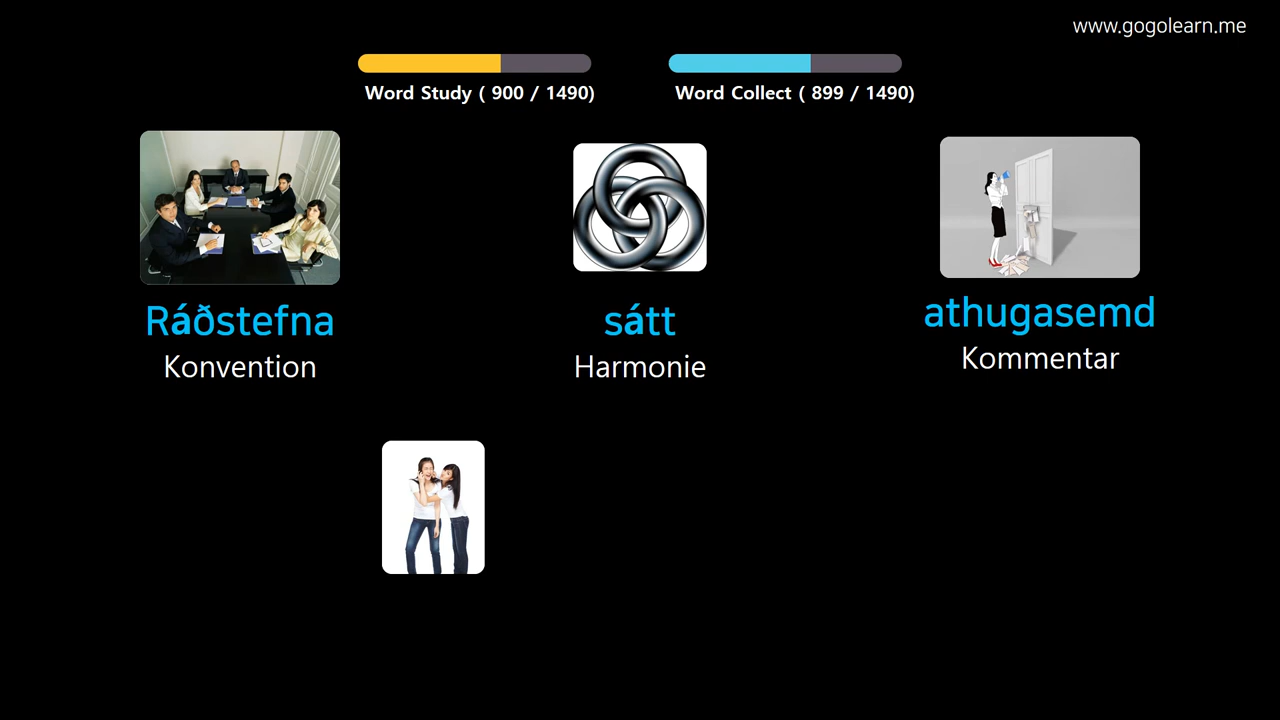 www.gogolearn.me
Word Study ( 900 / 1490)
Word Collect ( 899 / 1490)
Ráðstefna
Konvention
sátt
Harmonie
athugasemd
Kommentar